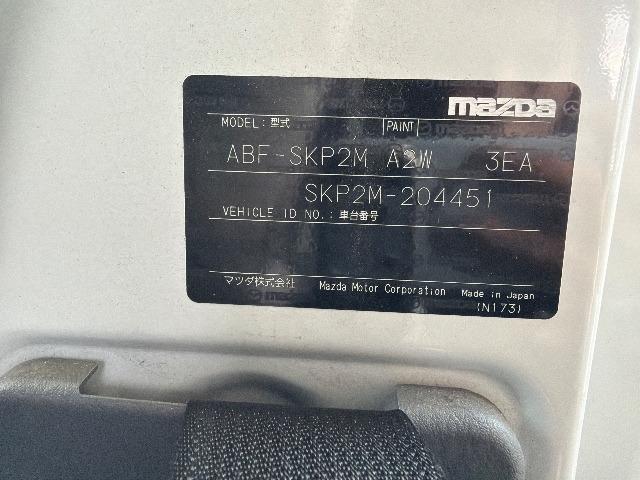 mazda
MODEL:型式 PAINT
ABF-SKP2M A2W 3EA
SKP2M-204451
VEHICLE ID NO.:車台番号
マツダ株式会社 Mazda Motor Corporation Made in Japan
(N173)